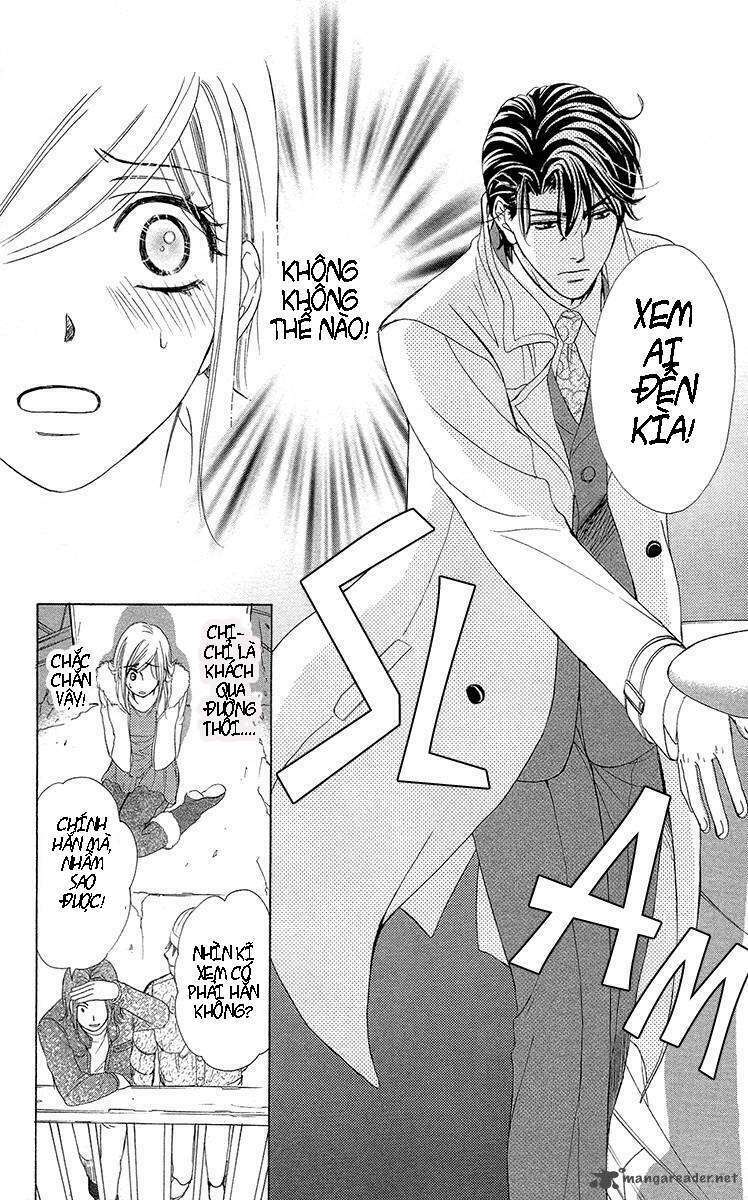 XEM
AI
ĐẾN
KÌA!
KHÔNG
KHÔNG
THỂ NÀO!
SLAM
CHỈ-
CHỈ LÀ
KHÁCH
QUA
ĐƯỜNG
THÔI....
CHẮC
CHẮN
VẬY!
NHÌN KĨ
XEM CÓ
PHẢI HẮN
KHÔNG?
CHÍNH
HẮN MÀ,
NHẦM
SAO
ĐƯỢC!
mangareader.net